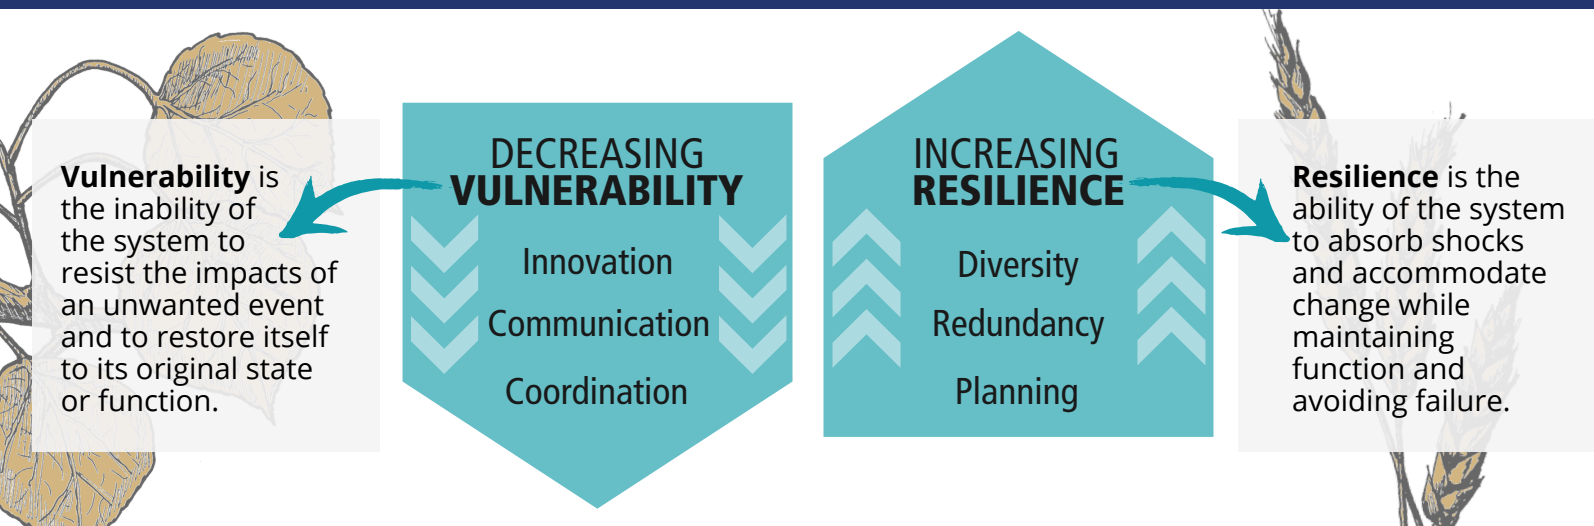 Vulnerability is
the inability of
the system to
resist the impacts of
an unwanted event
and to restore itself
to its original state
or function.
DECREASING
VULNERABILITY
Innovation
Communication
Coordination
INCREASING
RESILIENCE
Diversity
Redundancy
Planning
Resilience is the
ability of the system
to absorb shocks
and accommodate
change while
maintaining
function and
avoiding failure.